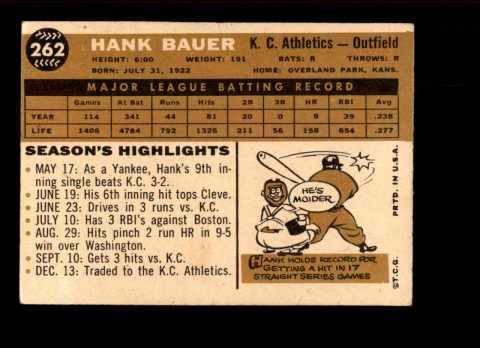 262
HANK BAUER K. C. Athletics — Outfield
HEIGHT: 6:00 WEIGHT: 191 BATS: R THROWS: R
BORN: JULY 31, 1922 HOME: OVERLAND PARK, KANS.
MAJOR LEAGUE BATTING RECORD
Games At Bat Runs Hits 2B 3B HR RBI Avg.
YEAR 114 341 44 81 20 0 9 39 .238
LIFE 1406 4784 792 1326 211 56 158 654 .277
SEASON'S HIGHLIGHTS
• MAY 17: As a Yankee, Hank's 9th in-
ning single beats K.C. 3-2.
• JUNE 19: His 6th inning hit tops Cleve.
• JUNE 23: Drives in 3 runs vs. K.C.
• JULY 10: Has 3 RBI's against Boston.
• AUG. 29: Hits pinch 2 run HR in 9-5
win over Washington.
• SEPT. 10: Gets 3 hits vs. K.C.
• DEC. 13: Traded to the K.C. Athletics.
HE'S
MOIDER
HANK HOLDS RECORD FOR
GETTING A HIT IN 17
STRAIGHT SERIES GAMES
©T.C.G. PRTD. IN U.S.A.